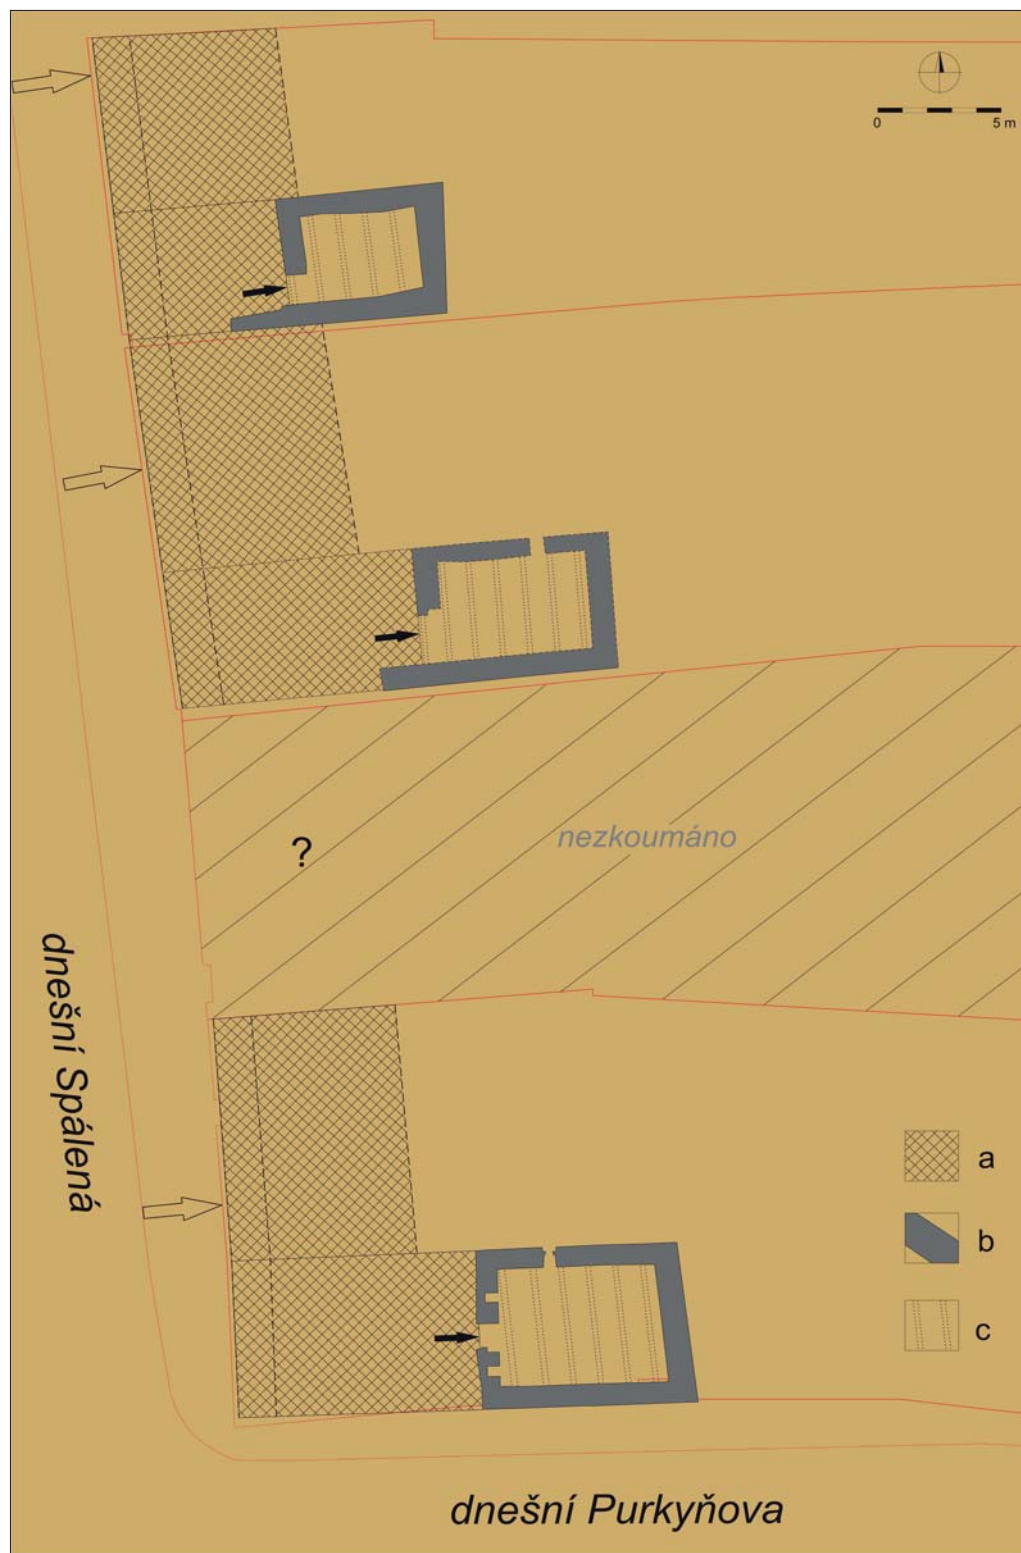 0 5 m
?
nezkoumáno
dnešní Spálená
a
b
c
dnešní Purkyňova